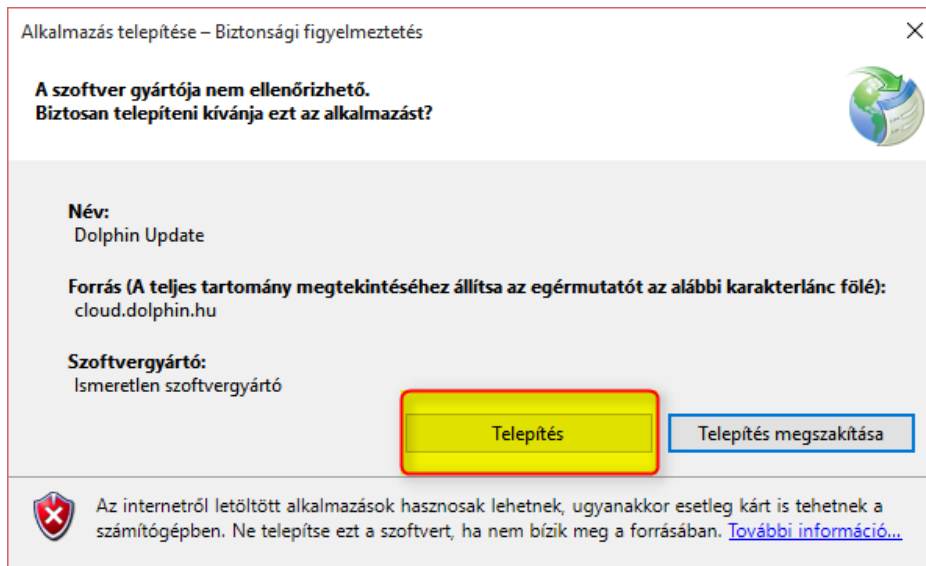 Alkalmazás telepítése – Biztonsági figyelmeztetés
A szoftver gyártója nem ellenőrizhető.
Biztosan telepíteni kívánja ezt az alkalmazást?
Név:
Dolphin Update
Forrás (A teljes tartomány megtekintéséhez állítsa az egérmutatót az alábbi karakterlánc fölé):
cloud.dolphin.hu
Szoftvergyártó:
Ismeretlen szoftvergyártó
Telepítés
Telepítés megszakítása
Az internetről letöltött alkalmazások hasznosak lehetnek, ugyanakkor esetleg kárt is tehetnek a
számítógépben. Ne telepítse ezt a szoftvert, ha nem bízik meg a forrásában. További információ...